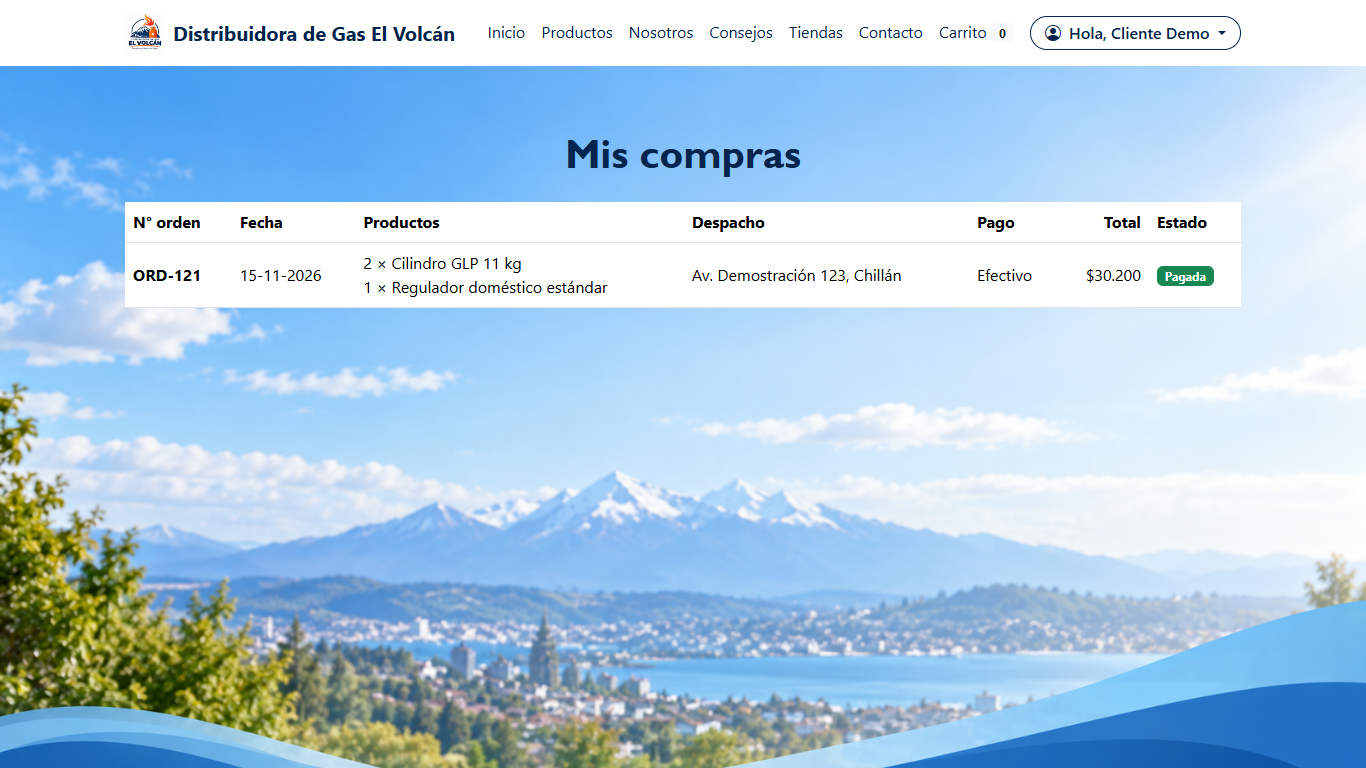 EL VOLCÁN
Distribuidora de Gas El Volcán
Inicio
Productos
Nosotros
Consejos
Tiendas
Contacto
Carrito 0
Hola, Cliente Demo
Mis compras
N° orden Fecha Productos Despacho Pago Total Estado
ORD-121 15-11-2026 2 × Cilindro GLP 11 kg Av. Demostración 123, Chillán Efectivo $30.200 Pagada
1 × Regulador doméstico estándar